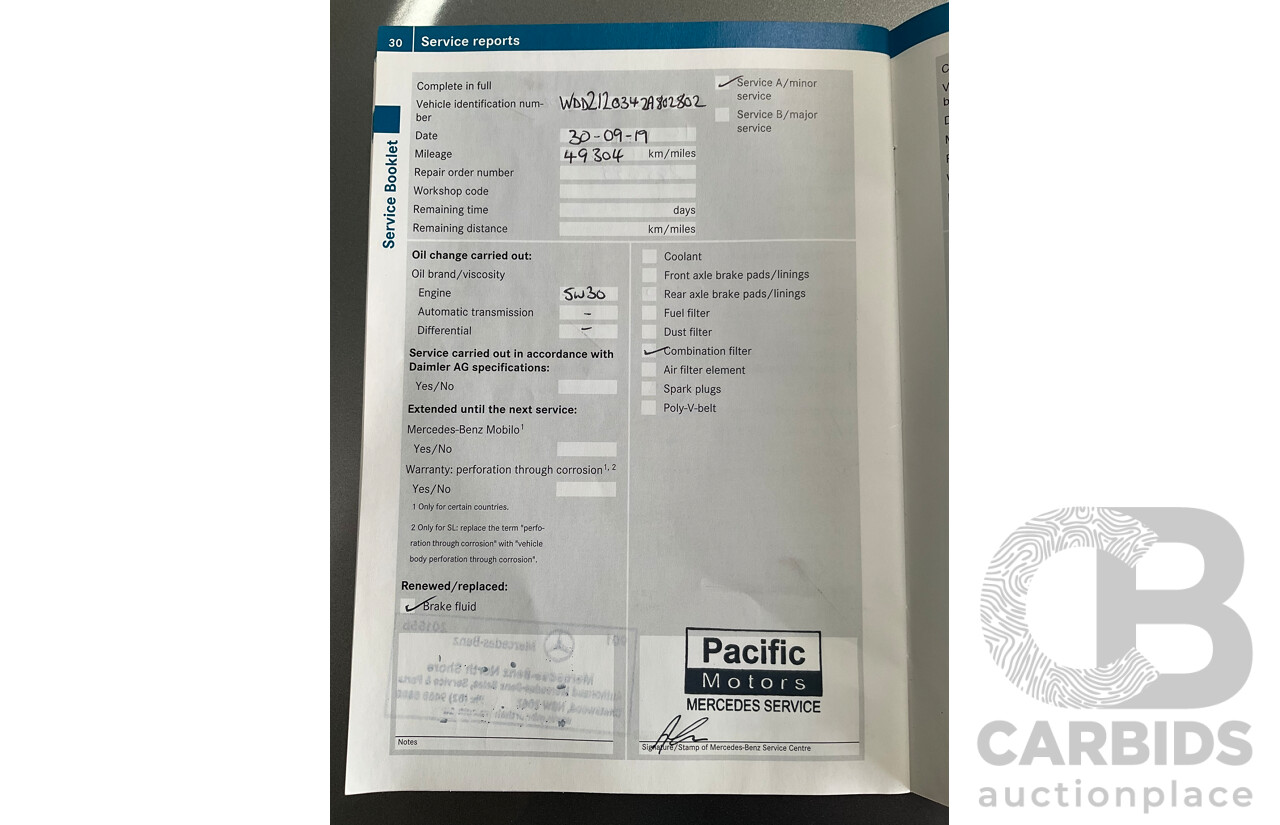 30 Service reports
Service Booklet
Complete in full
Vehicle identification num-
ber
WDD2120342A802802
Date 30-09-19
Mileage 49304 km/miles
Repair order number
Workshop code
Remaining time days
Remaining distance km/miles
Service A/minor
service
Service B/major
service
Oil change carried out:
Oil brand/viscosity
Engine 5W30
Automatic transmission -
Differential -
Service carried out in accordance with
Daimler AG specifications:
Yes/No
Extended until the next service:
Mercedes-Benz Mobilo1
Yes/No
Warranty: perforation through corrosion1, 2
Yes/No
1 Only for certain countries.
2 Only for SL: replace the term "perfo-
ration through corrosion" with "vehicle
body perforation through corrosion".
Renewed/replaced:
Brake fluid
Coolant
Front axle brake pads/linings
Rear axle brake pads/linings
Fuel filter
Dust filter
Combination filter
Air filter element
Spark plugs
Poly-V-belt
Mercedes-Benz
Notes
Pacific
Motors
MERCEDES SERVICE
Signature/Stamp of Mercedes-Benz Service Centre
CB
CARBIDS
auctionplace